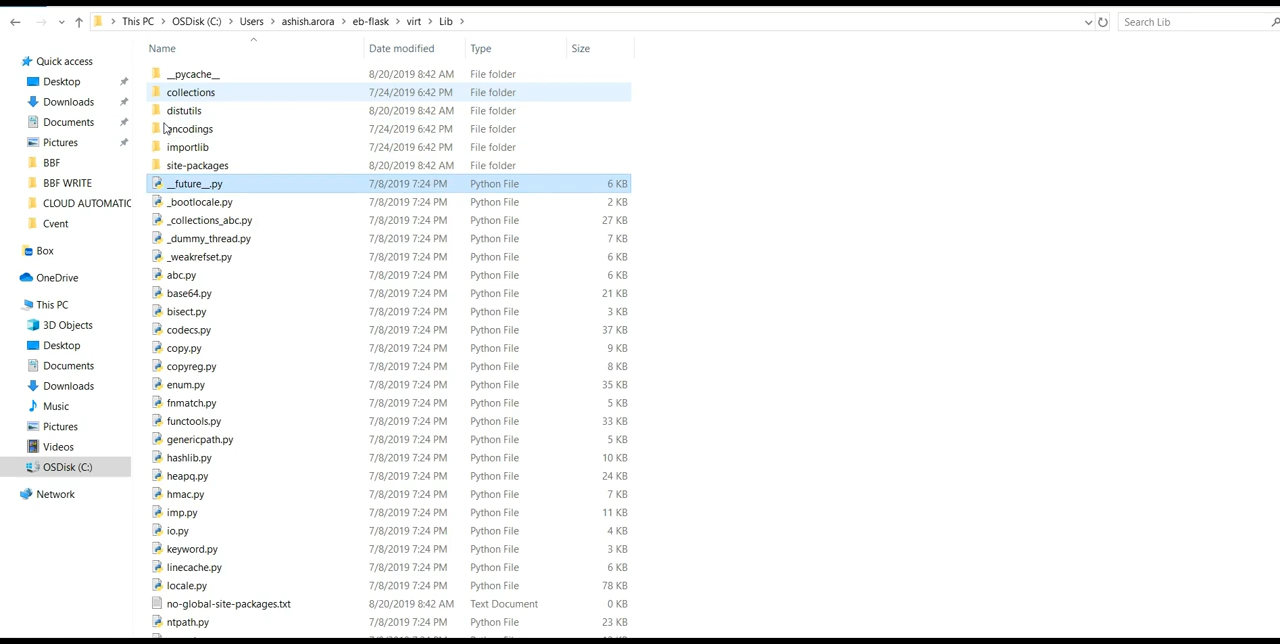 This PC > OSDisk (C:) > Users > ashish.arora > eb-flask > virt > Lib >
Search Lib
Name Date modified Type Size
Quick access
Desktop
Downloads
Documents
Pictures
BBF
BBF WRITE
CLOUD AUTOMATIC
Cvent
Box
OneDrive
This PC
3D Objects
Desktop
Documents
Downloads
Music
Pictures
Videos
OSDisk (C:)
Network
__pycache__ 8/20/2019 8:42 AM File folder
collections 7/24/2019 6:42 PM File folder
distutils 8/20/2019 8:42 AM File folder
encodings 7/24/2019 6:42 PM File folder
importlib 7/24/2019 6:42 PM File folder
site-packages 8/20/2019 8:42 AM File folder
__future__.py 7/8/2019 7:24 PM Python File 6 KB
_bootlocale.py 7/8/2019 7:24 PM Python File 2 KB
_collections_abc.py 7/8/2019 7:24 PM Python File 27 KB
_dummy_thread.py 7/8/2019 7:24 PM Python File 7 KB
_weakrefset.py 7/8/2019 7:24 PM Python File 6 KB
abc.py 7/8/2019 7:24 PM Python File 6 KB
base64.py 7/8/2019 7:24 PM Python File 21 KB
bisect.py 7/8/2019 7:24 PM Python File 3 KB
codecs.py 7/8/2019 7:24 PM Python File 37 KB
copy.py 7/8/2019 7:24 PM Python File 9 KB
copyreg.py 7/8/2019 7:24 PM Python File 8 KB
enum.py 7/8/2019 7:24 PM Python File 35 KB
fnmatch.py 7/8/2019 7:24 PM Python File 5 KB
functools.py 7/8/2019 7:24 PM Python File 33 KB
genericpath.py 7/8/2019 7:24 PM Python File 5 KB
hashlib.py 7/8/2019 7:24 PM Python File 10 KB
heapq.py 7/8/2019 7:24 PM Python File 24 KB
hmac.py 7/8/2019 7:24 PM Python File 7 KB
imp.py 7/8/2019 7:24 PM Python File 11 KB
io.py 7/8/2019 7:24 PM Python File 4 KB
keyword.py 7/8/2019 7:24 PM Python File 3 KB
linecache.py 7/8/2019 7:24 PM Python File 6 KB
locale.py 7/8/2019 7:24 PM Python File 78 KB
no-global-site-packages.txt 8/20/2019 8:42 AM Text Document 0 KB
ntpath.py 7/8/2019 7:24 PM Python File 23 KB